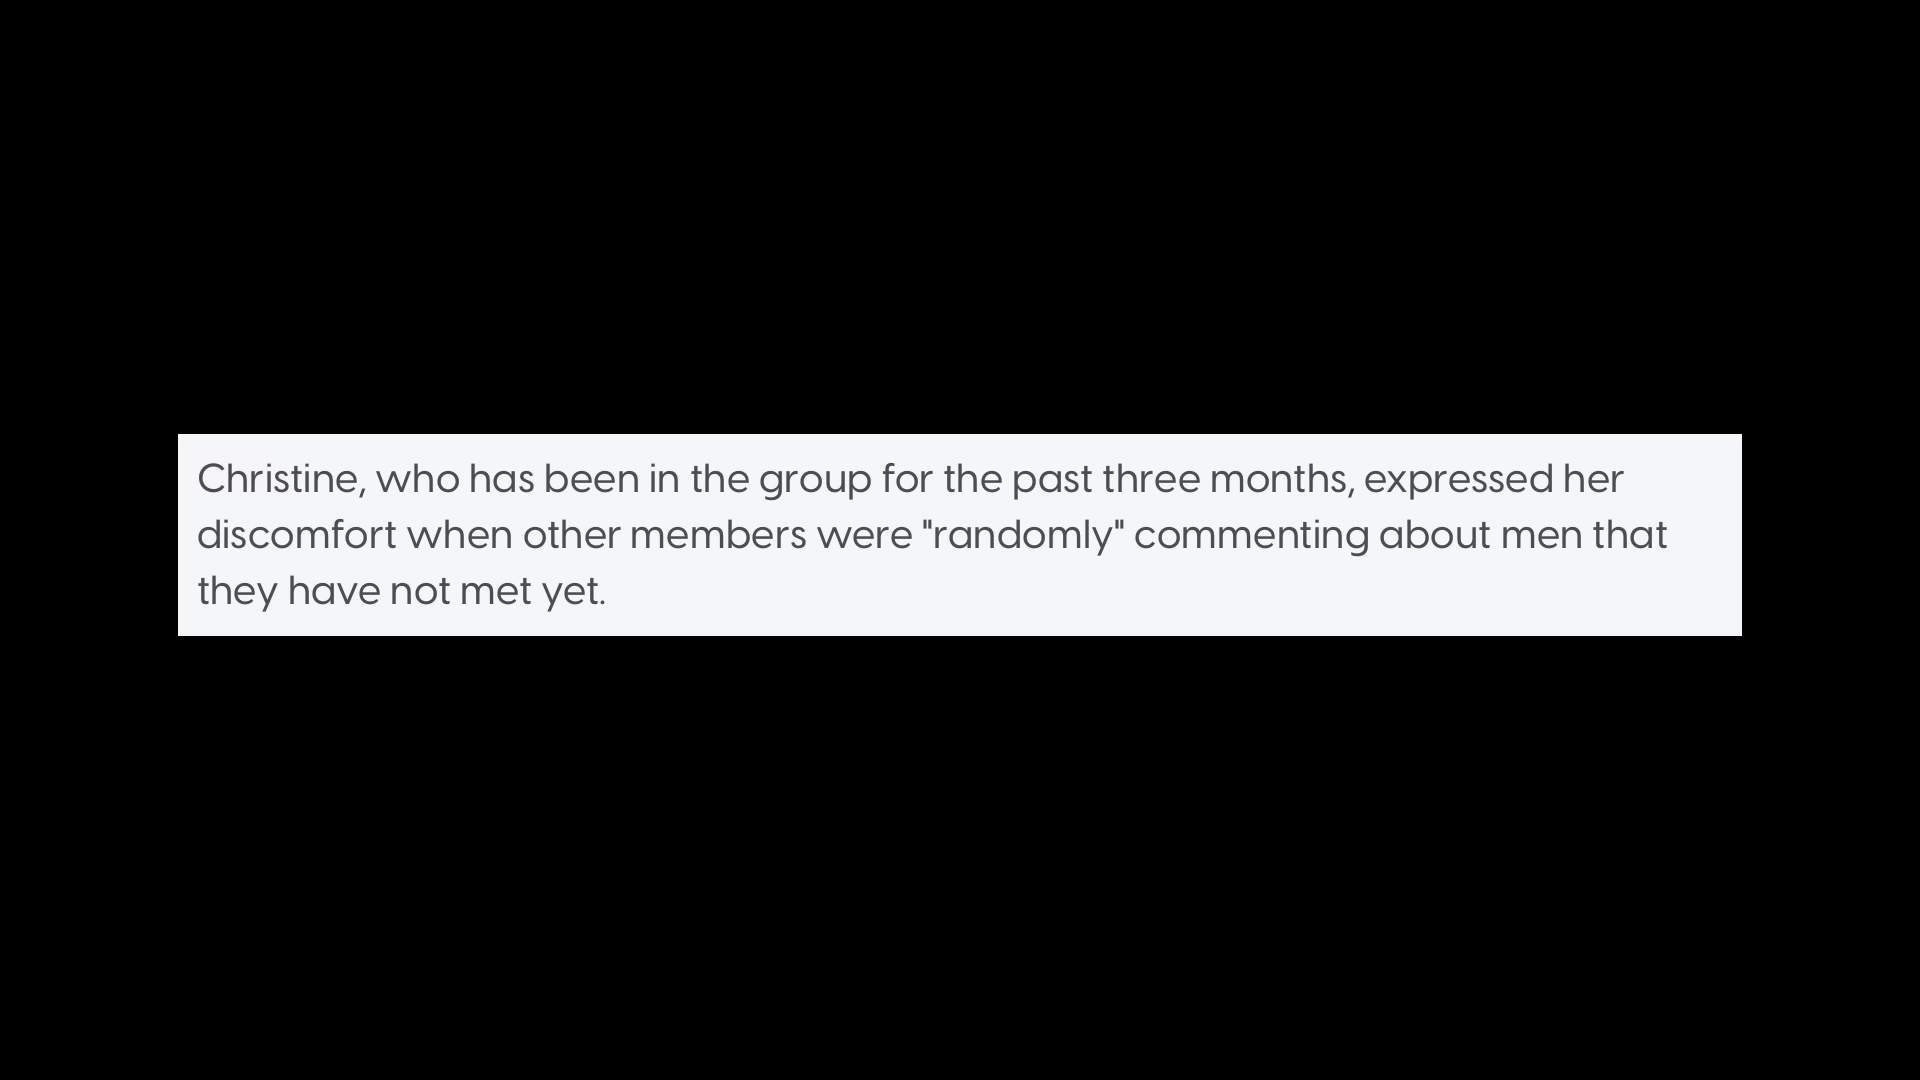 Christine, who has been in the group for the past three months, expressed her
discomfort when other members were "randomly" commenting about men that
they have not met yet.